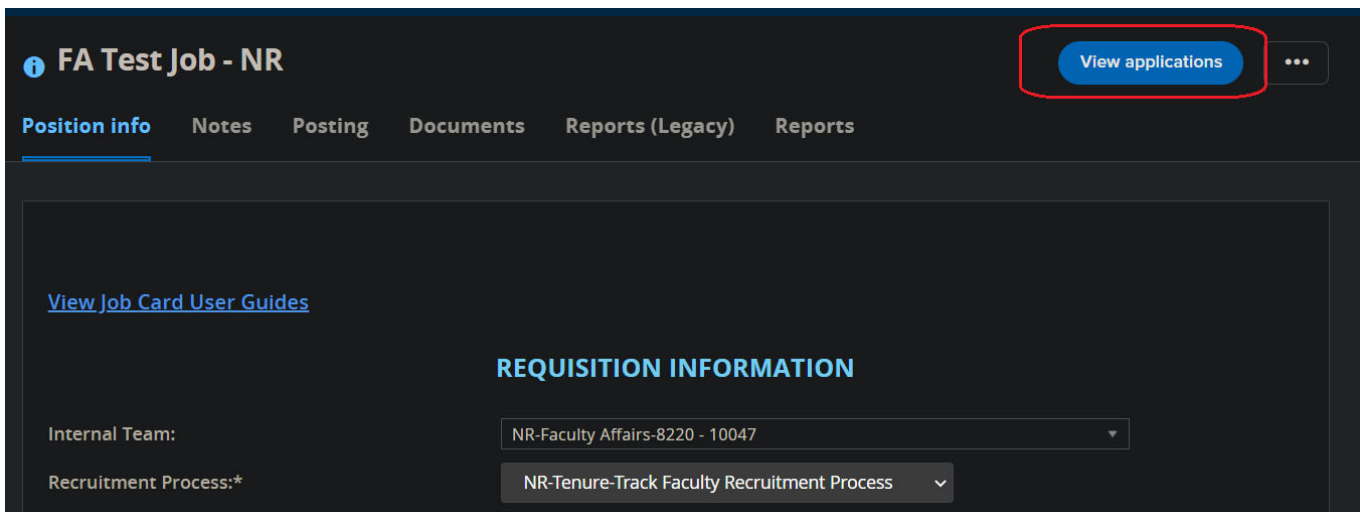 FA Test Job - NR
View applications
Position info Notes Posting Documents Reports (Legacy) Reports
View Job Card User Guides
REQUISITION INFORMATION
Internal Team: NR-Faculty Affairs-8220 - 10047
Recruitment Process:* NR-Tenure-Track Faculty Recruitment Process